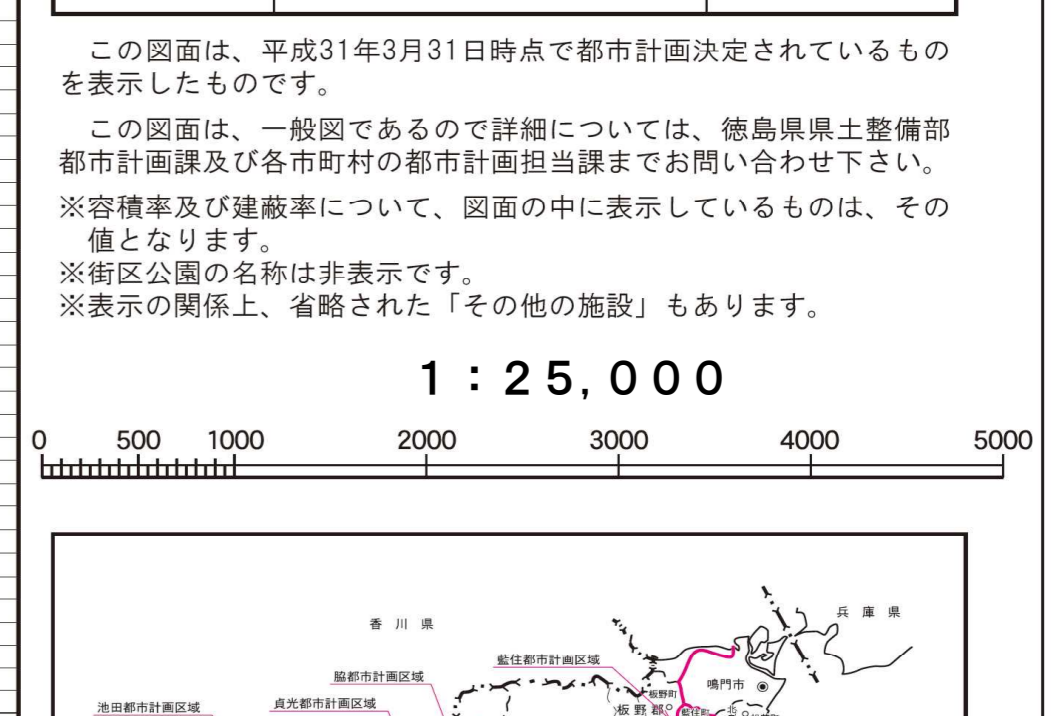 この図面は、平成31年3月31日時点で都市計画決定されているもの
を表示したものです。
この図面は、一般図であるので詳細については、徳島県県土整備部
都市計画課及び各市町村の都市計画担当課までお問い合わせ下さい。
※容積率及び建蔽率について、図面の中に表示しているものは、その
値となります。
※街区公園の名称は非表示です。
※表示の関係上、省略された「その他の施設」もあります。
1：25,000
0 500 1000 2000 3000 4000 5000
兵庫県
香川県
藍住都市計画区域
脇都市計画区域
鳴門市
板野町
貞光都市計画区域
池田都市計画区域
板野郡
藍住町
北